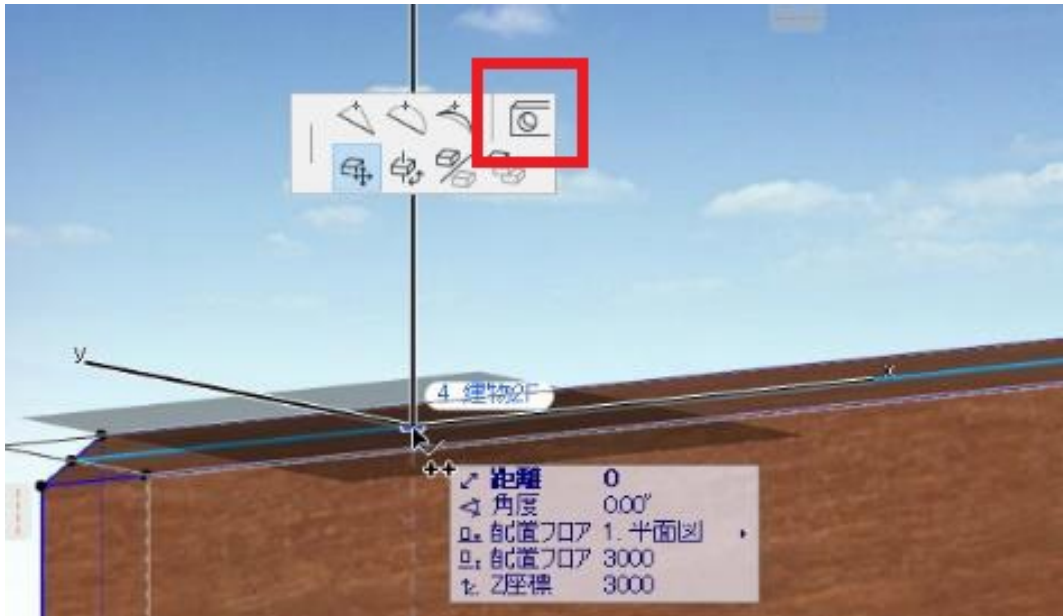 y
x
4. 建物2F
距離 0
角度 0.00°
配置フロア 1. 平面図
配置フロア 3000
Z座標 3000